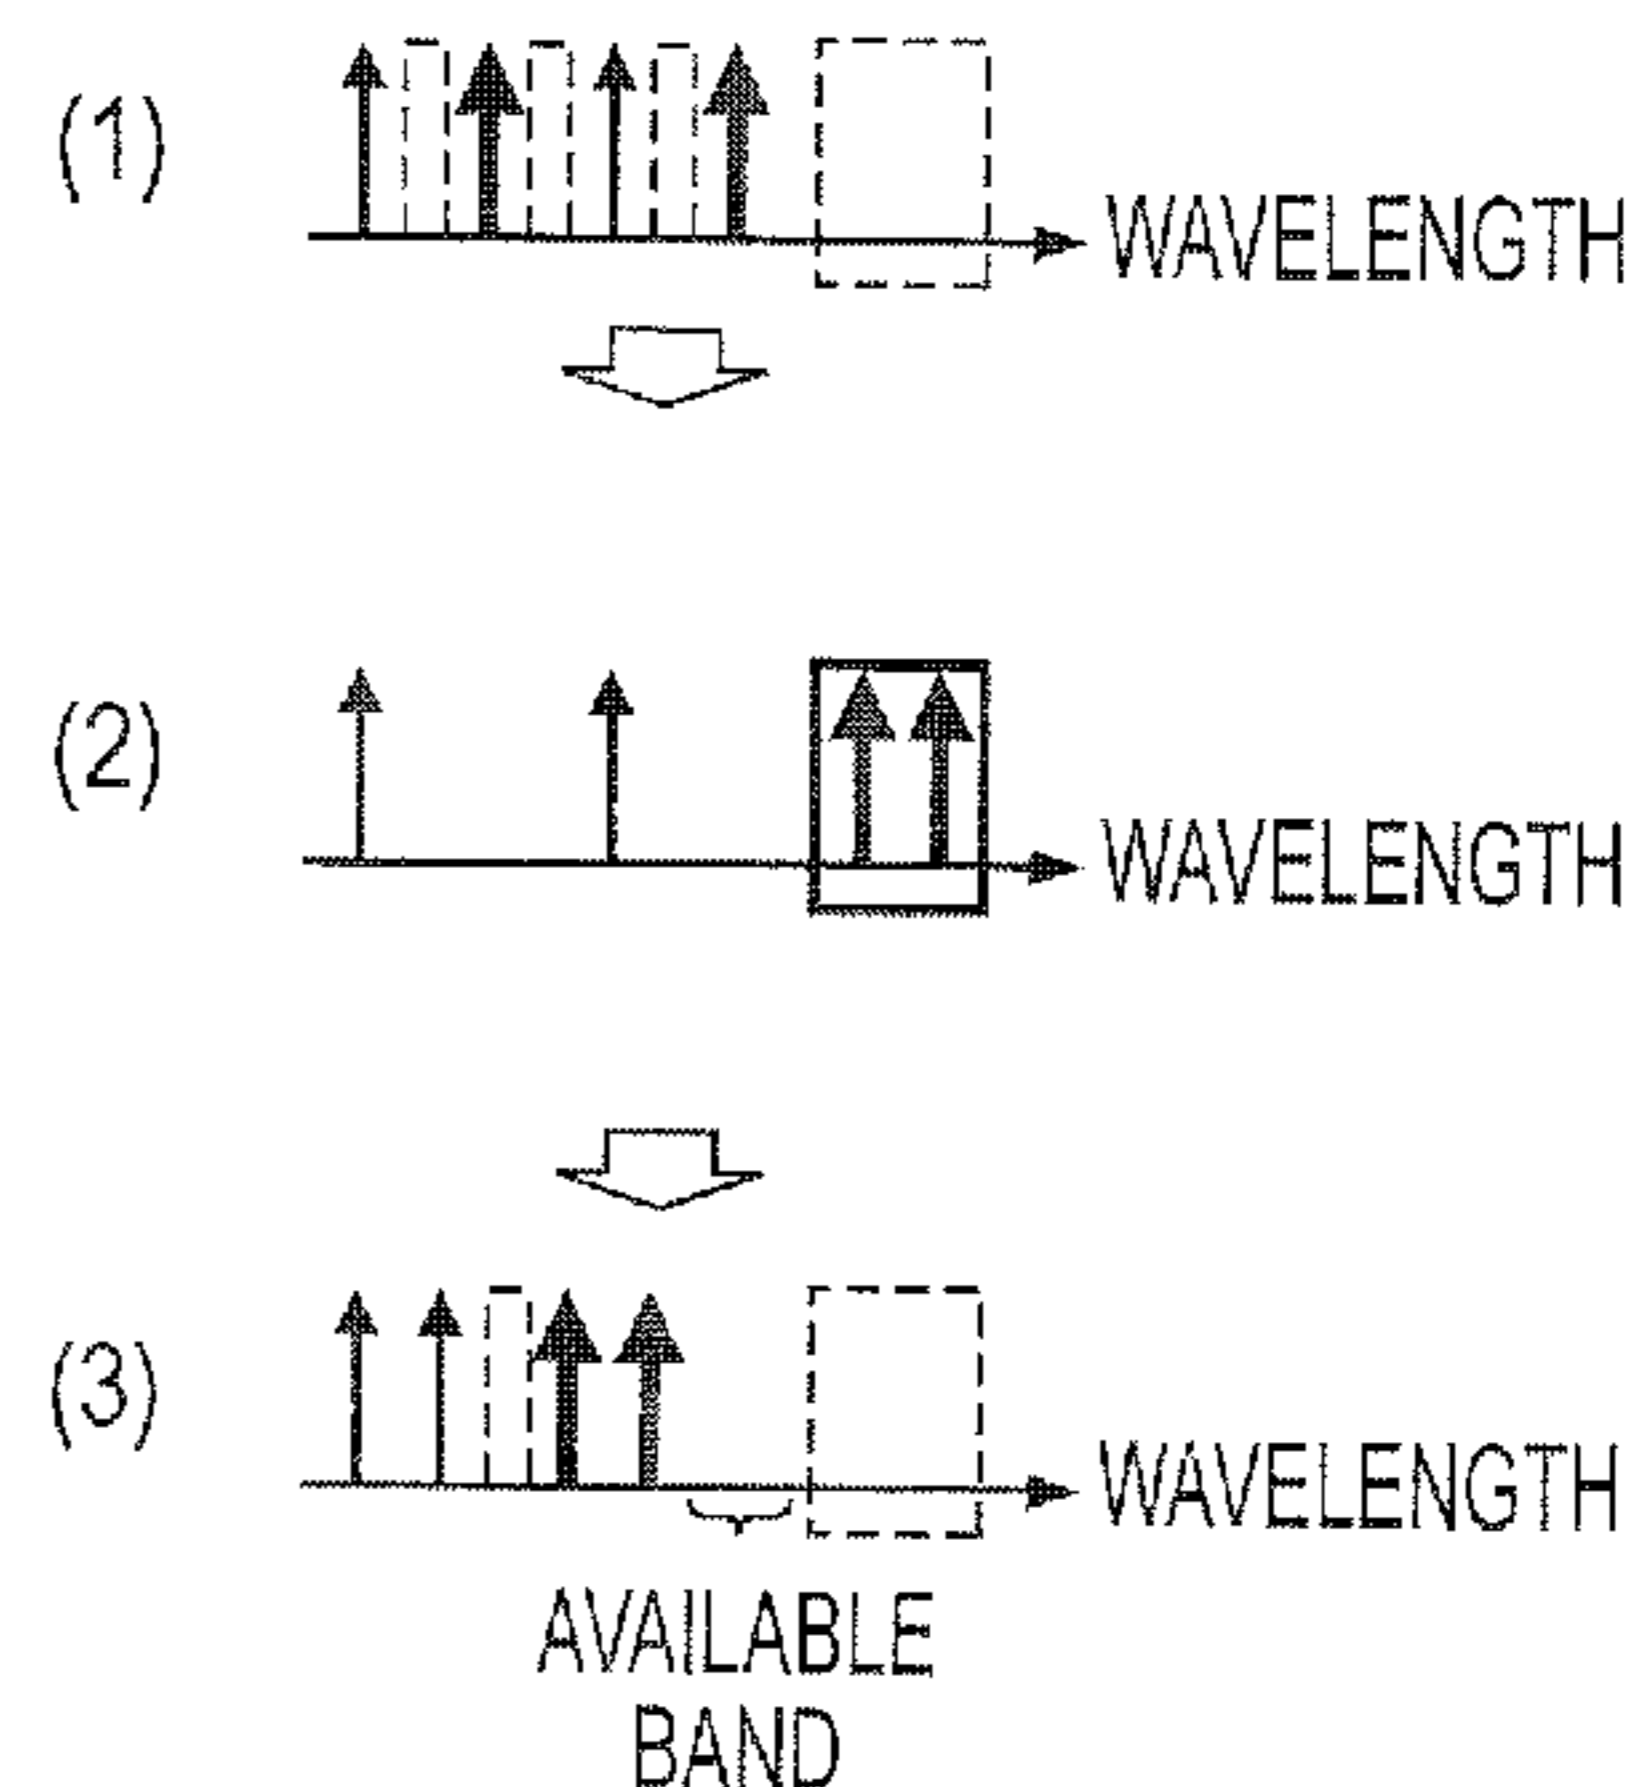 (1)
WAVELENGTH
(2)
WAVELENGTH
(3)
WAVELENGTH
AVAILABLE
BAND